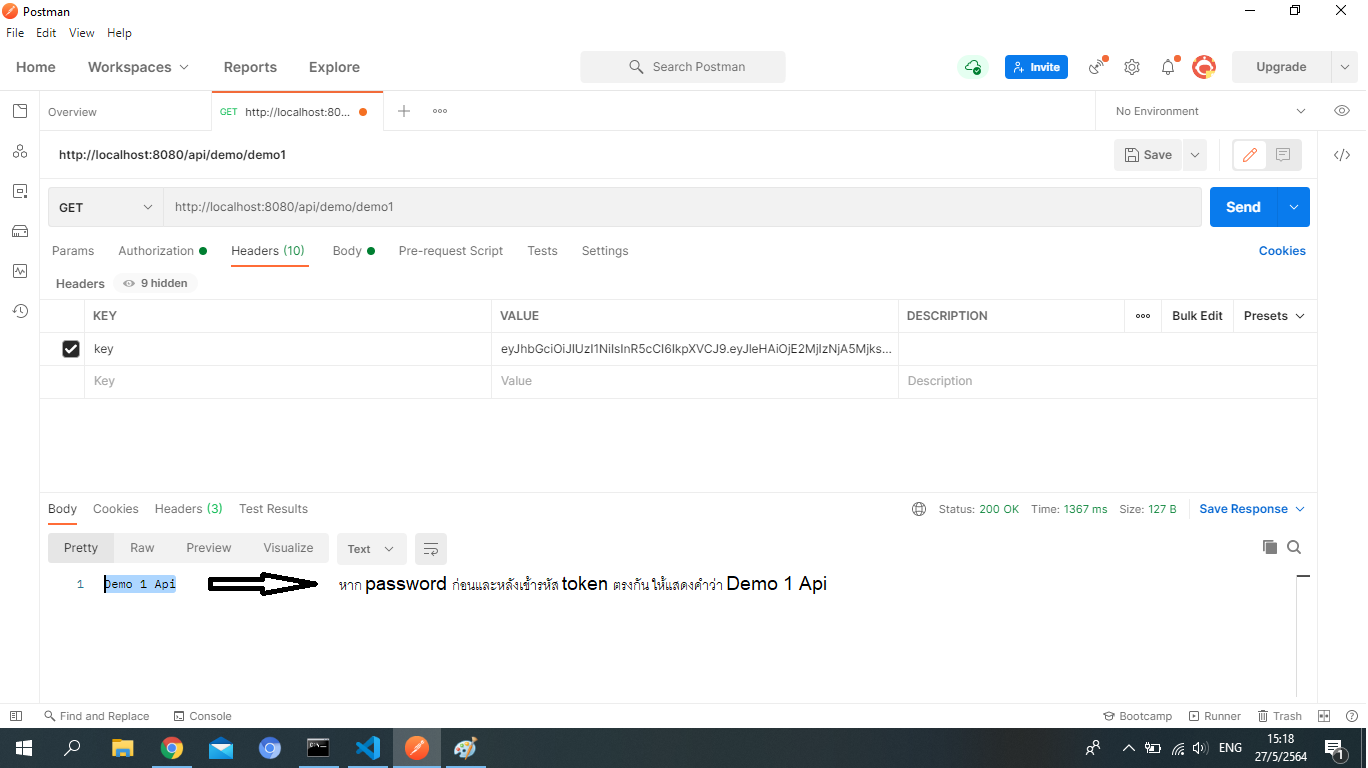 Postman
File Edit View Help
Home Workspaces Reports Explore Search Postman Invite Upgrade
Overview GET http://localhost:80... No Environment
http://localhost:8080/api/demo/demo1 Save
GET http://localhost:8080/api/demo/demo1 Send
Params Authorization Headers (10) Body Pre-request Script Tests Settings Cookies
Headers 9 hidden
KEY VALUE DESCRIPTION Bulk Edit Presets
key eyJhbGciOiJIUzI1NiIsInR5cCI6IkpXVCJ9.eyJleHAiOjE2MjIzNjA5Mjks...
Key Value Description
Body Cookies Headers (3) Test Results Status: 200 OK Time: 1367 ms Size: 127 B Save Response
Pretty Raw Preview Visualize Text
1 Demo 1 Api หาก password ก่อนและหลังเข้ารหัส token ตรงกัน ให้แสดงคำว่า Demo 1 Api
Find and Replace Console Bootcamp Runner Trash
ENG 15:18
27/5/2564 1